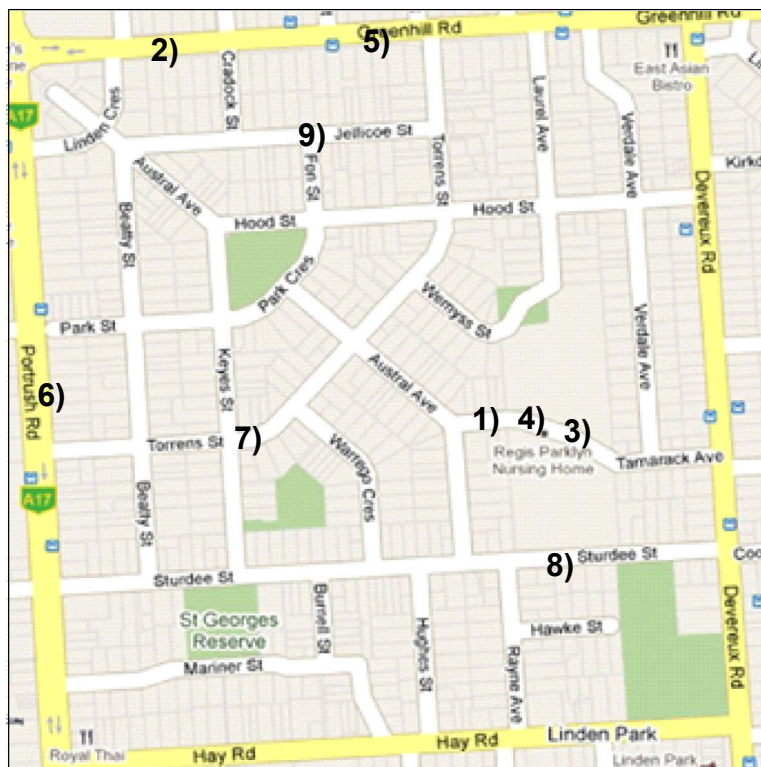 Greenhill Rd
2)
5)
Greenhill Rd
East Asian
Bistro
A17
Linden Cres
Cradock St
9)
Jellicoe St
Fon St
Torrens St
Laurel Ave
Verdale Ave
Devereux Rd
Austral Ave
Beatty St
Hood St
Hood St
Park Cres
Wemyss St
Verdale Ave
Park St
Keyes St
Austral Ave
Portrush Rd
6)
1)
4)
3)
7)
Torrens St
Warrego Cres
Regis Parklyn
Nursing Home
Tamarack Ave
A17
Beatty St
Sturdee St
8)
Sturdee St
St Georges
Reserve
Burnell St
Hughes St
Rayne Ave
Hawke St
Devereux Rd
Mariner St
Royal Thai
Hay Rd
Hay Rd
Linden Park
Linden Park